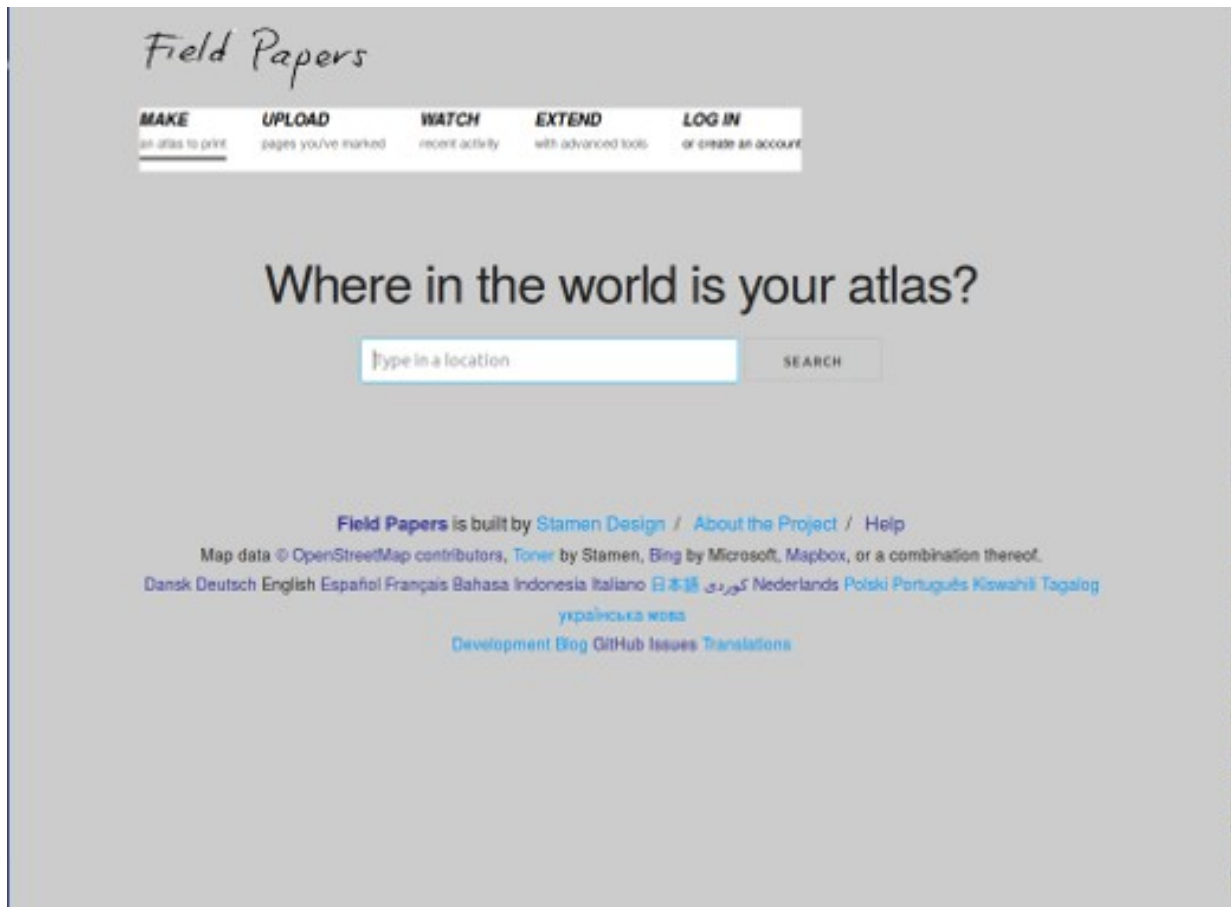 Field Papers
MAKE UPLOAD WATCH EXTEND LOG IN
an atlas to print pages you've marked recent activity with advanced tools or create an account
Where in the world is your atlas?
Type in a location SEARCH
Field Papers is built by Stamen Design / About the Project / Help
Map data © OpenStreetMap contributors, Toner by Stamen, Bing by Microsoft, Mapbox, or a combination thereof.
Dansk Deutsch English Español Français Bahasa Indonesia Italiano 日本語 كوردی Nederlands Polski Português Kiswahili Tagalog
українська мова
Development Blog GitHub Issues Translations